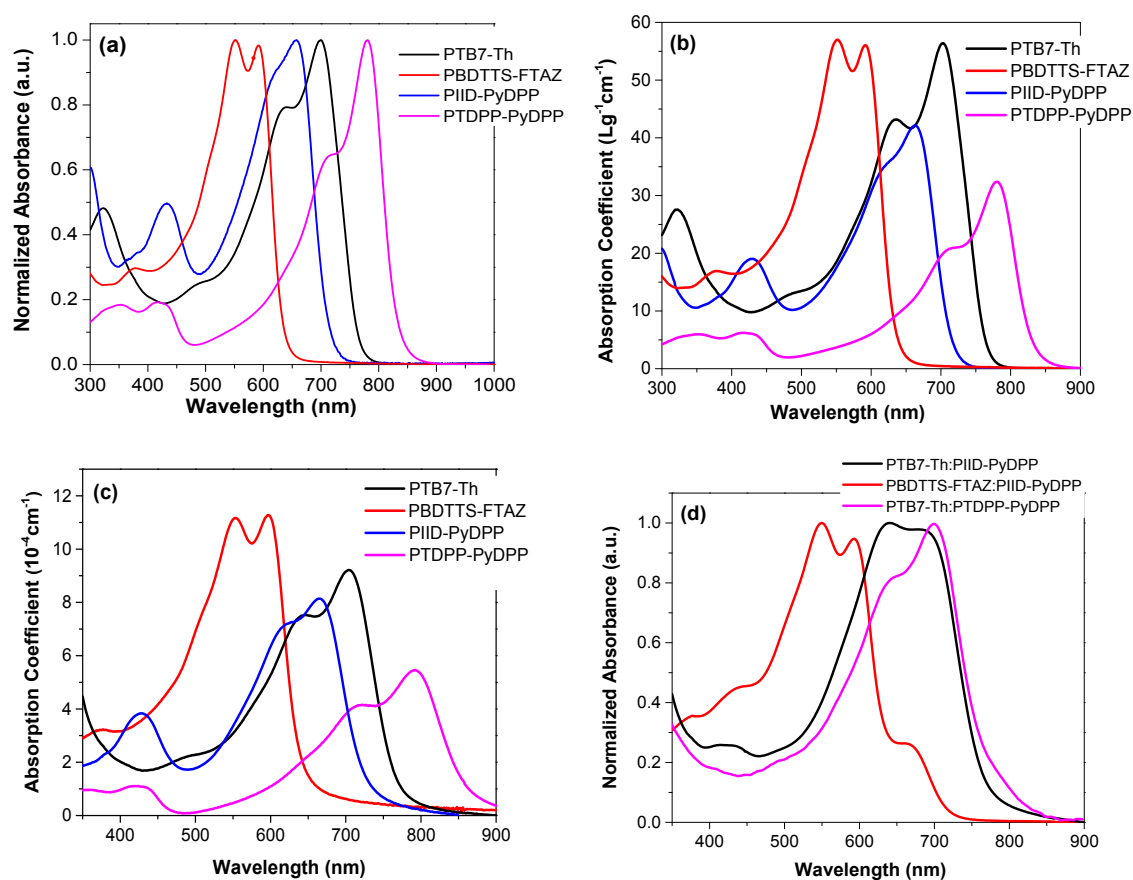 (a)
PTB7-Th
PBDTTS-FTAZ
PIID-PyDPP
PTDPP-PyDPP
Normalized Absorbance (a.u.)
1.0
0.8
0.6
0.4
0.2
0.0
300 400 500 600 700 800 900 1000
Wavelength (nm)
(b)
PTB7-Th
PBDTTS-FTAZ
PIID-PyDPP
PTDPP-PyDPP
Absorption Coefficient (Lg⁻¹cm⁻¹)
60
50
40
30
20
10
0
300 400 500 600 700 800 900
Wavelength (nm)
(c)
PTB7-Th
PBDTTS-FTAZ
PIID-PyDPP
PTDPP-PyDPP
Absorption Coefficient (10⁻⁴cm⁻¹)
12
10
8
6
4
2
0
400 500 600 700 800 900
Wavelength (nm)
PTB7-Th:PIID-PyDPP
PBDTTS-FTAZ:PIID-PyDPP
PTB7-Th:PTDPP-PyDPP
(d)
Normalized Absorbance (a.u.)
1.0
0.8
0.6
0.4
0.2
0.0
400 500 600 700 800 900
Wavelength (nm)